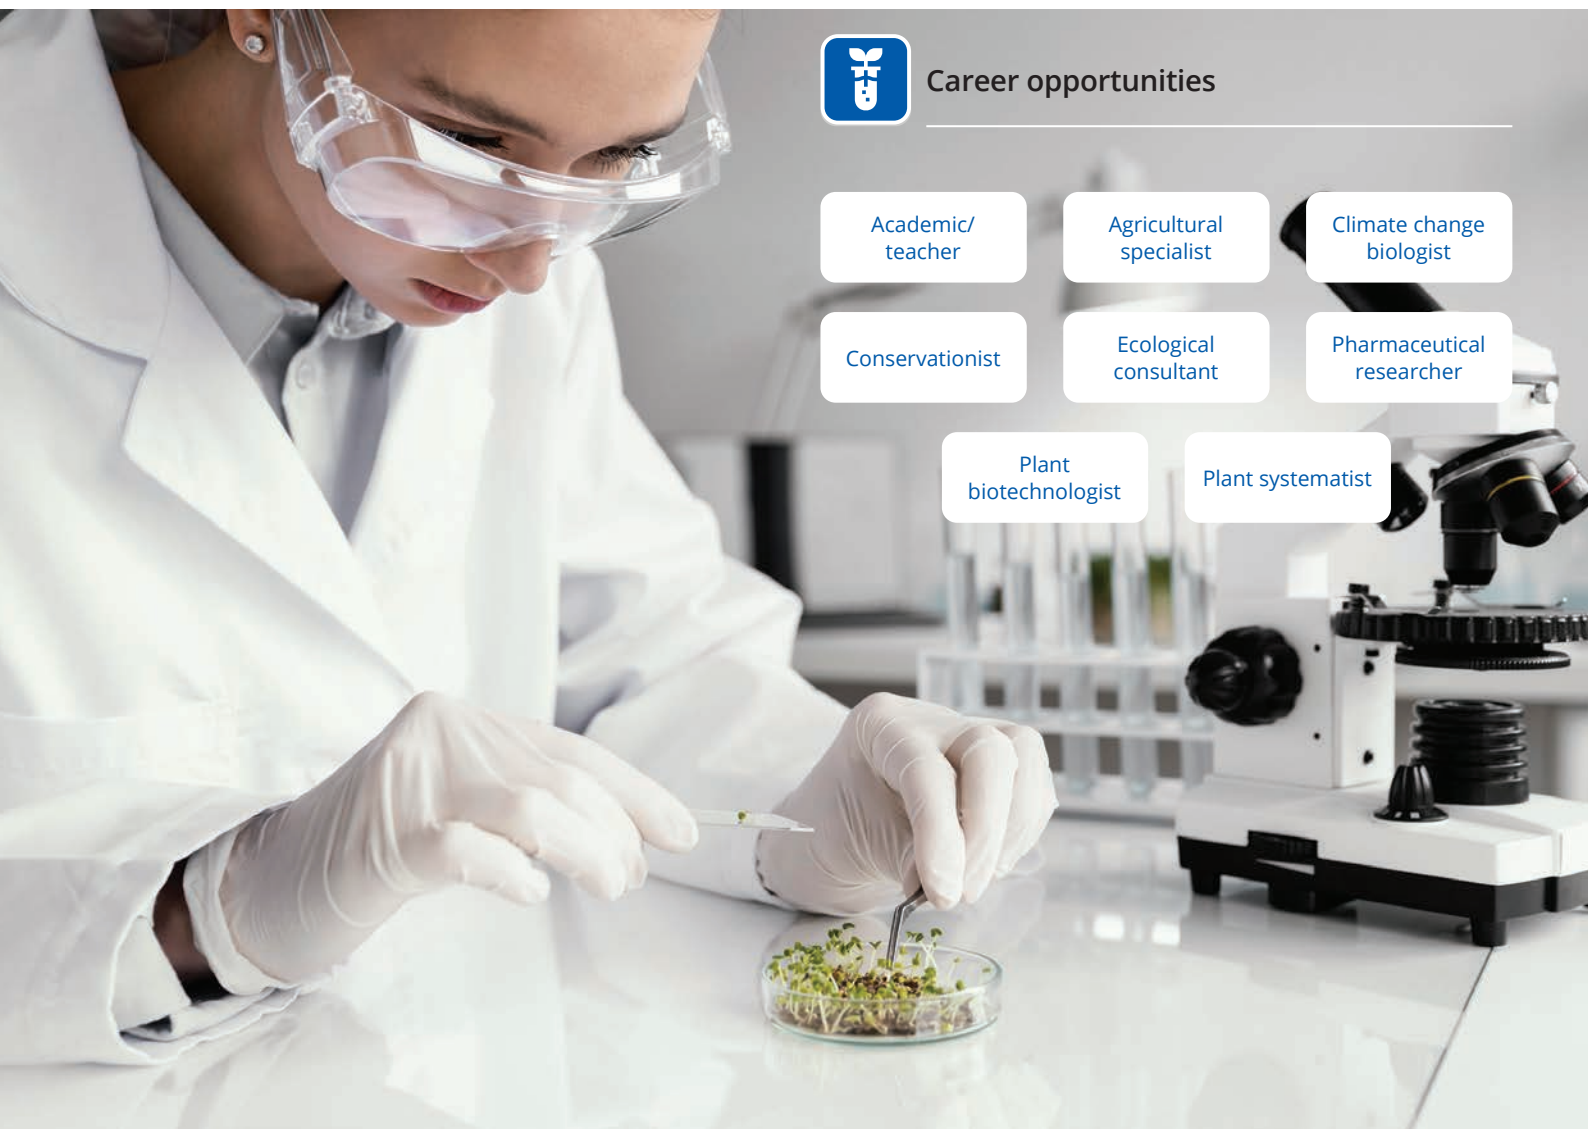 Career opportunities
Academic/
teacher
Agricultural
specialist
Climate change
biologist
Conservationist
Ecological
consultant
Pharmaceutical
researcher
Plant
biotechnologist
Plant systematist